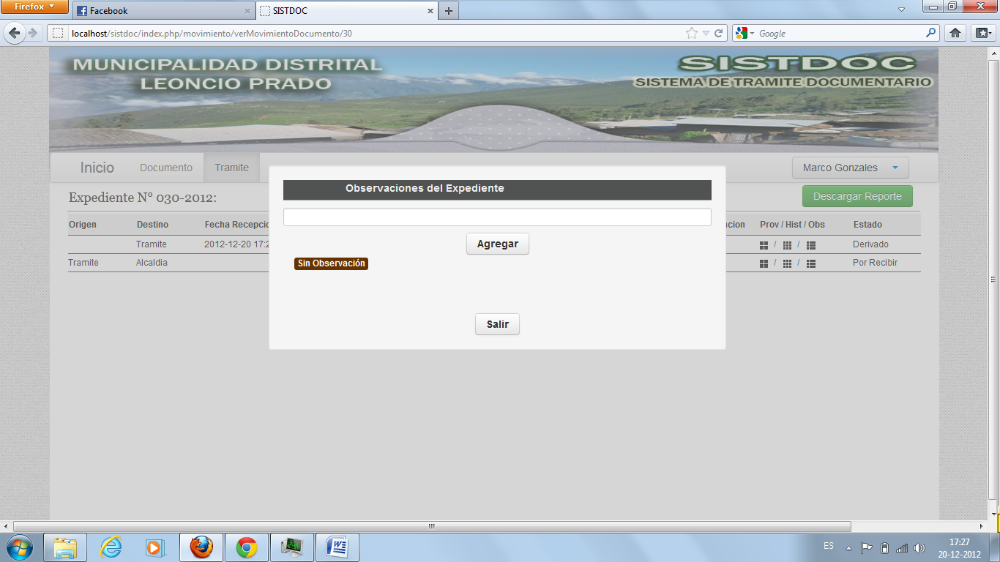 Firefox
Facebook
SISTDOC
localhost/sistdoc/index.php/movimiento/verMovimientoDocumento/30
Google
MUNICIPALIDAD DISTRITAL
LEONCIO PRADO
SISTDOC
SISTEMA DE TRAMITE DOCUMENTARIO
Inicio
Documento
Tramite
Marco Gonzales
Expediente N° 030-2012:
Descargar Reporte
Origen
Destino
Fecha Recepcio
cion
Prov / Hist / Obs
Estado
Tramite
2012-12-20 17:2
/ /
Derivado
Tramite
Alcaldia
/ /
Por Recibir
Observaciones del Expediente
Agregar
Sin Observación
Salir
ES
17:27
20-12-2012